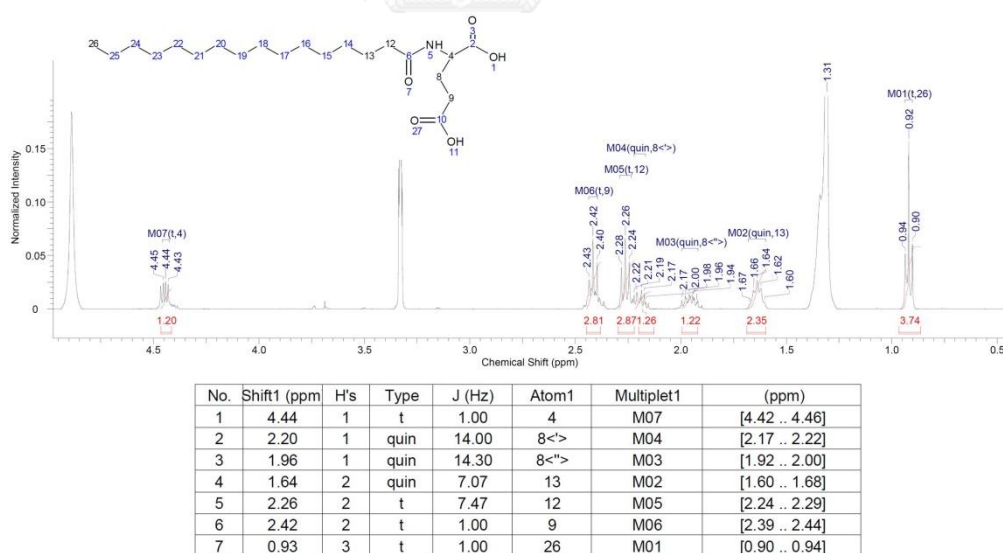 O
3
26 24 22 20 18 16 14 12 NH 2
25 23 21 19 17 15 13 6 5 4 OH
O 8 1
7
9
O 10
27
OH
11
1.31
M01(t,26)
0.92
0.94
0.90
M04(quin,8<'>)
M05(t,12)
M06(t,9)
2.43
2.42
2.40
2.28
2.26
2.24
2.22
2.21
2.19
2.17
M03(quin,8<">)
2.17
2.00
1.98
1.96
1.94
M02(quin,13)
1.67
1.66
1.64
1.62
1.60
M07(t,4)
4.45
4.44
4.43
Normalized Intensity
0.15
0.10
0.05
0
1.20 2.81 2.87 1.26 1.22 2.35 3.74
4.5 4.0 3.5 3.0 2.5 2.0 1.5 1.0 0.5
Chemical Shift (ppm)
No. Shift1 (ppm H's Type J (Hz) Atom1 Multiplet1 (ppm)
1 4.44 1 t 1.00 4 M07 [4.42 .. 4.46]
2 2.20 1 quin 14.00 8<'> M04 [2.17 .. 2.22]
3 1.96 1 quin 14.30 8<"> M03 [1.92 .. 2.00]
4 1.64 2 quin 7.07 13 M02 [1.60 .. 1.68]
5 2.26 2 t 7.47 12 M05 [2.24 .. 2.29]
6 2.42 2 t 1.00 9 M06 [2.39 .. 2.44]
7 0.93 3 t 1.00 26 M01 [0.90 .. 0.94]